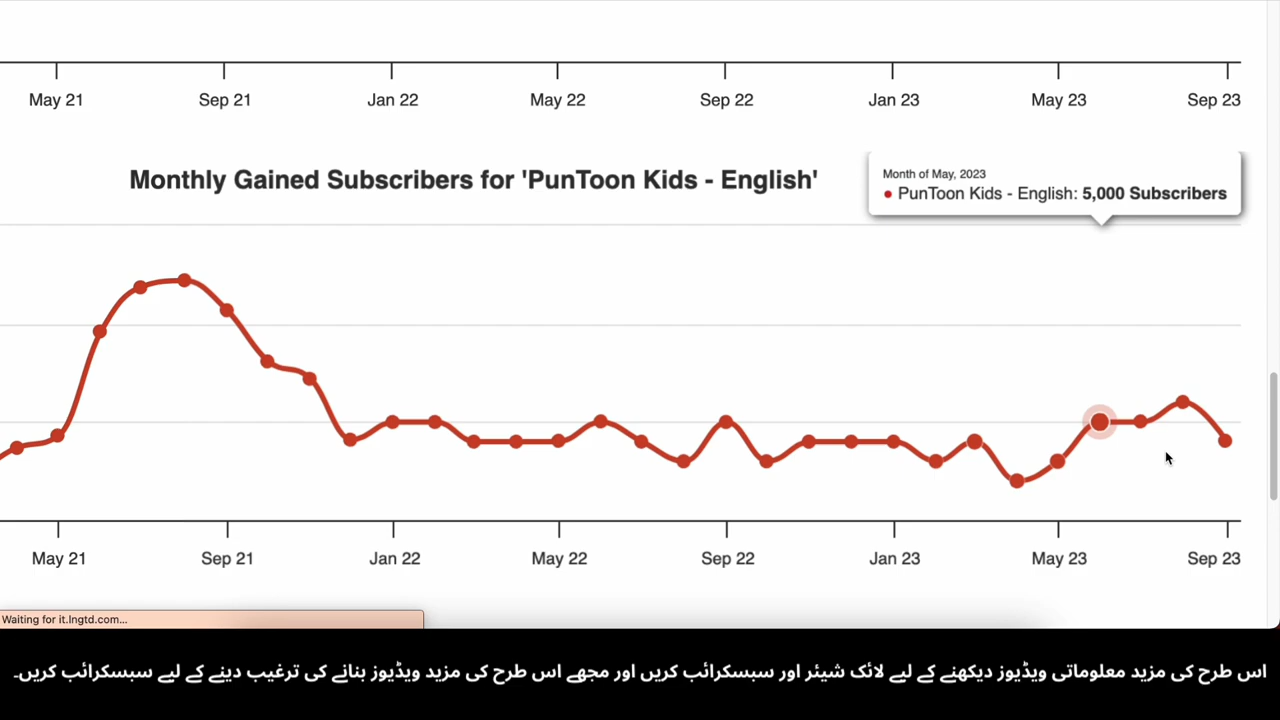 May 21 Sep 21 Jan 22 May 22 Sep 22 Jan 23 May 23 Sep 23
Monthly Gained Subscribers for 'PunToon Kids - English'
Month of May, 2023
PunToon Kids - English: 5,000 Subscribers
May 21 Sep 21 Jan 22 May 22 Sep 22 Jan 23 May 23 Sep 23
Waiting for it.lngtd.com...
اس طرح کی مزید معلوماتی ویڈیوز دیکھنے کے لیے لائک شیئر اور سبسکرائب کریں اور مجھے اس طرح کی مزید ویڈیوز بنانے کی ترغیب دینے کے لیے سبسکرائب کریں۔